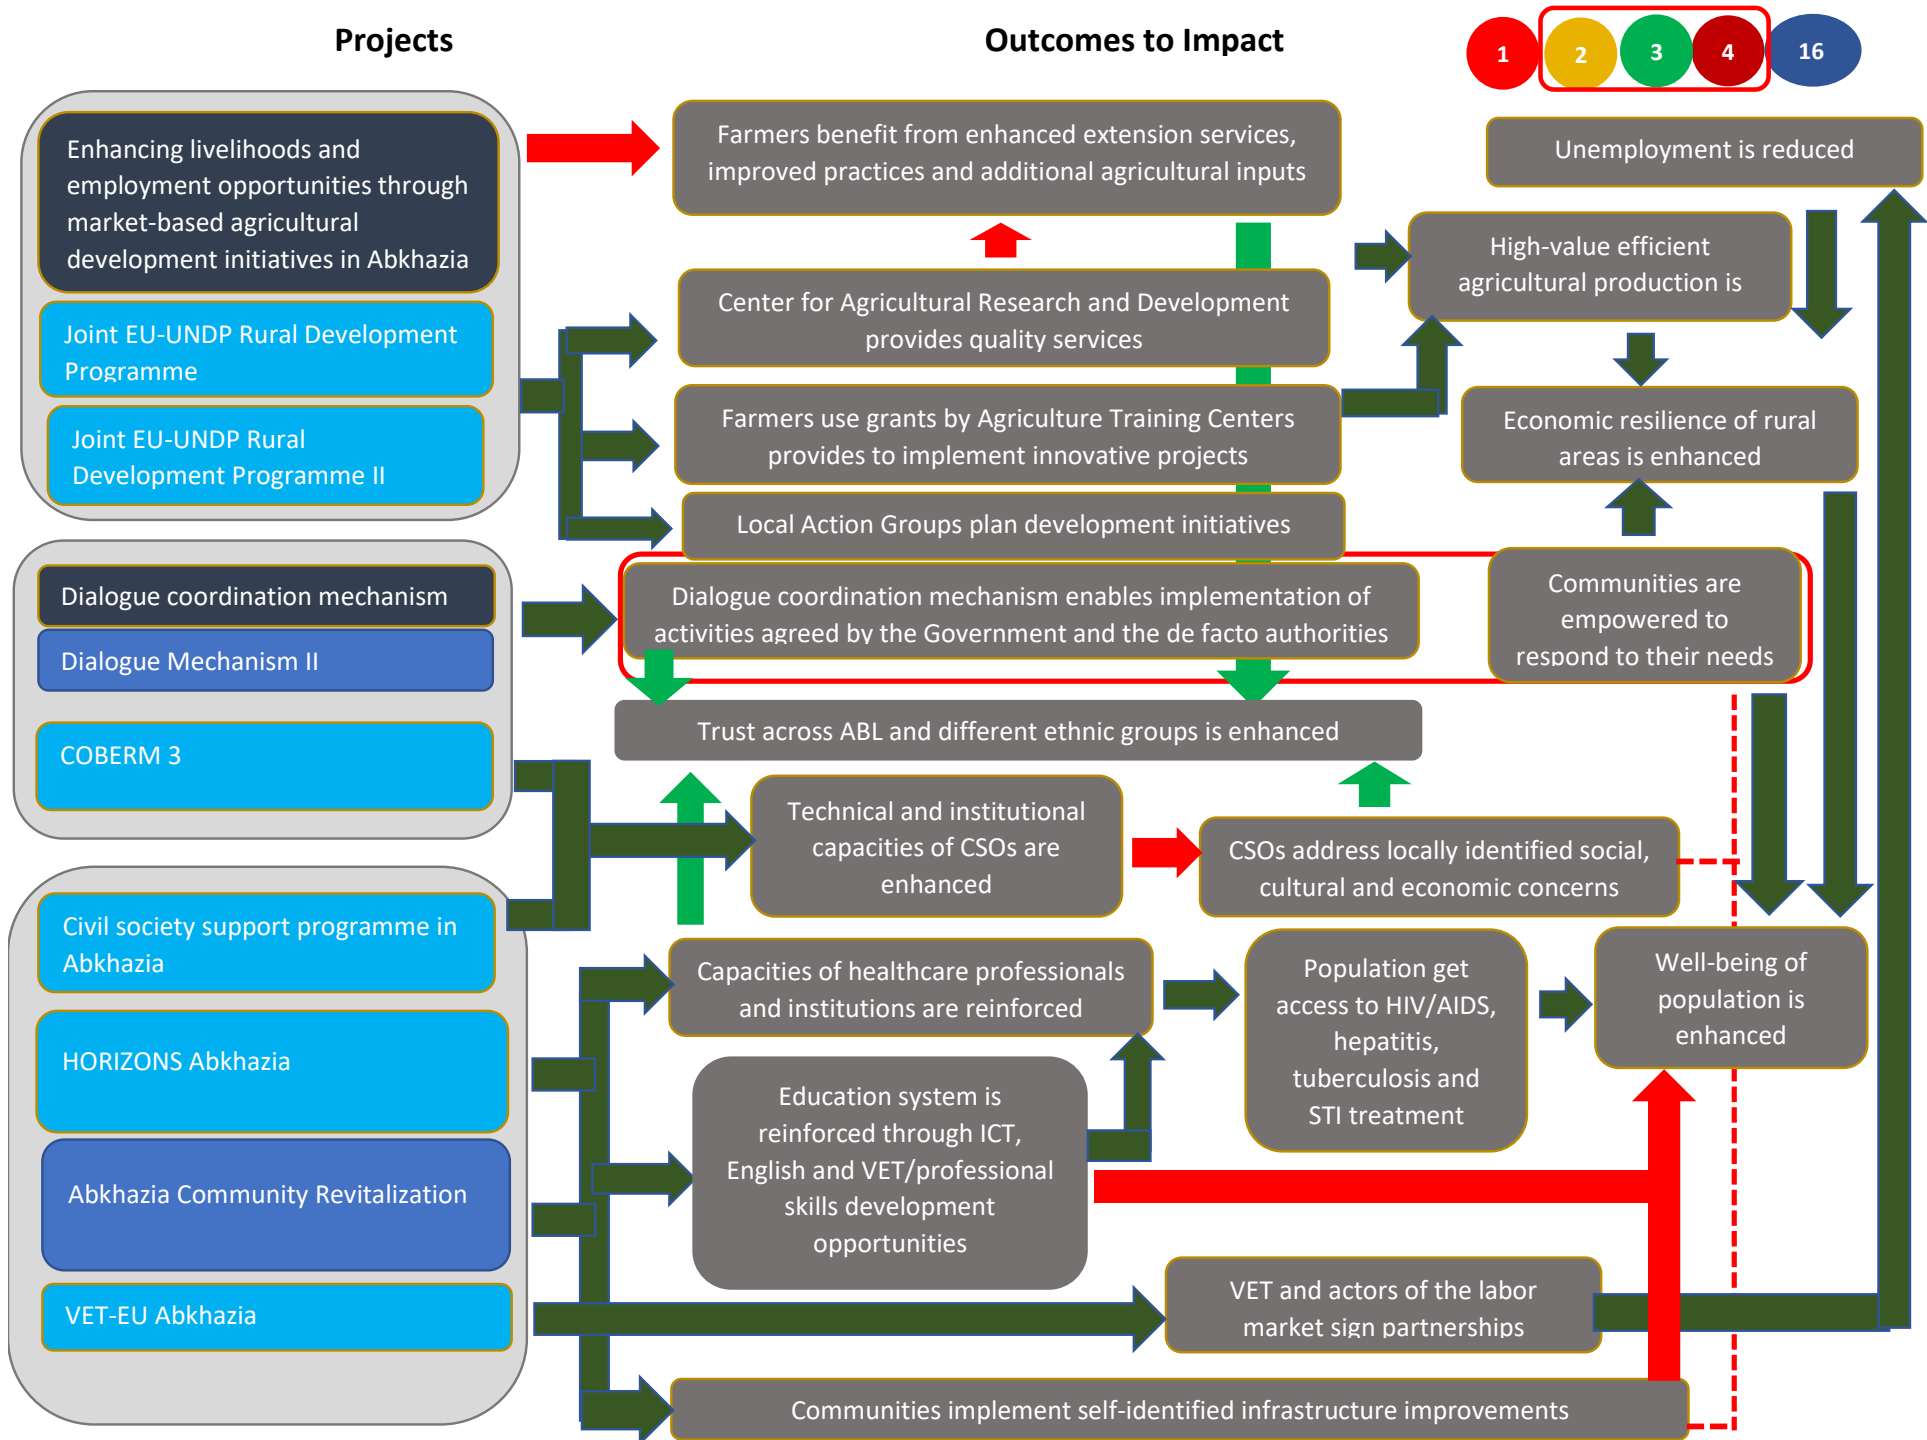 Projects
Outcomes to Impact
1
2
3
4
16
Enhancing livelihoods and
employment opportunities through
market-based agricultural
development initiatives in Abkhazia
Joint EU-UNDP Rural Development
Programme
Joint EU-UNDP Rural
Development Programme II
Dialogue coordination mechanism
Dialogue Mechanism II
COBERM 3
Civil society support programme in
Abkhazia
HORIZONS Abkhazia
Abkhazia Community Revitalization
VET-EU Abkhazia
Farmers benefit from enhanced extension services,
improved practices and additional agricultural inputs
Center for Agricultural Research and Development
provides quality services
Farmers use grants by Agriculture Training Centers
provides to implement innovative projects
Local Action Groups plan development initiatives
Dialogue coordination mechanism enables implementation of
activities agreed by the Government and the de facto authorities
Trust across ABL and different ethnic groups is enhanced
Technical and institutional
capacities of CSOs are
enhanced
CSOs address locally identified social,
cultural and economic concerns
Capacities of healthcare professionals
and institutions are reinforced
Population get
access to HIV/AIDS,
hepatitis,
tuberculosis and
STI treatment
Education system is
reinforced through ICT,
English and VET/professional
skills development
opportunities
VET and actors of the labor
market sign partnerships
Communities implement self-identified infrastructure improvements
Unemployment is reduced
High-value efficient
agricultural production is
Economic resilience of rural
areas is enhanced
Communities are
empowered to
respond to their needs
Well-being of
population is
enhanced